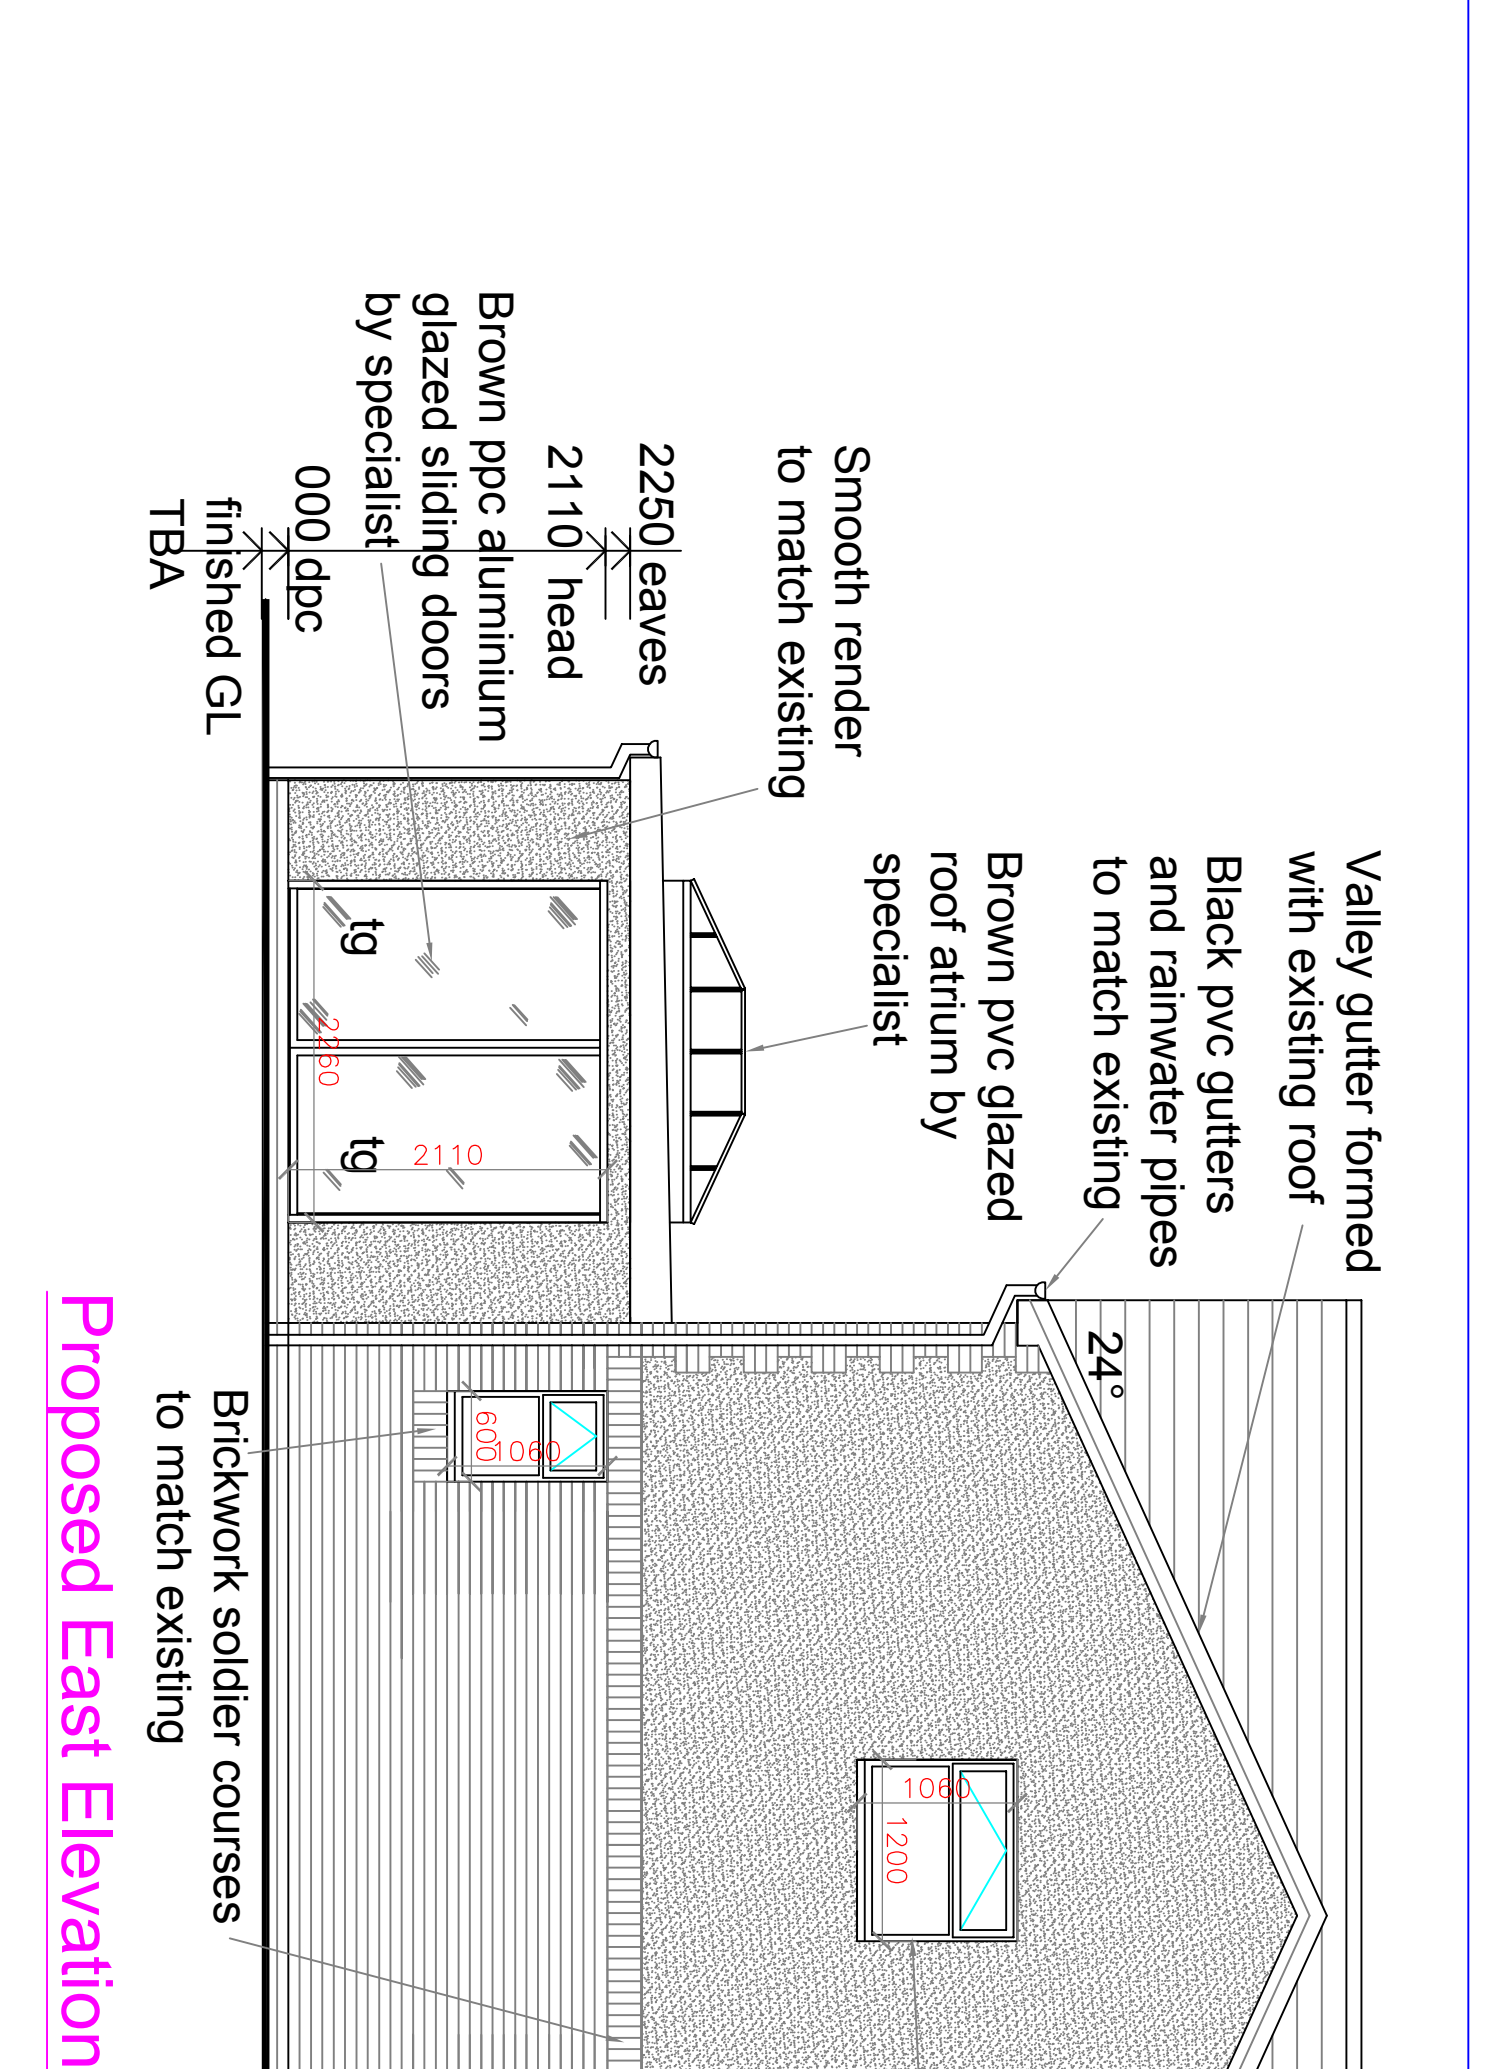 Valley gutter formed
with existing roof
Black pvc gutters
and rainwater pipes
to match existing
24°
Brown pvc glazed
roof atrium by
specialist
Smooth render
to match existing
2250 eaves
2110 head
Brown ppc aluminium
glazed sliding doors
by specialist
000 dpc
finished GL
TBA
tg
tg
2260
2110
600
1060
1060
1200
Brickwork soldier courses
to match existing
Proposed East Elevation